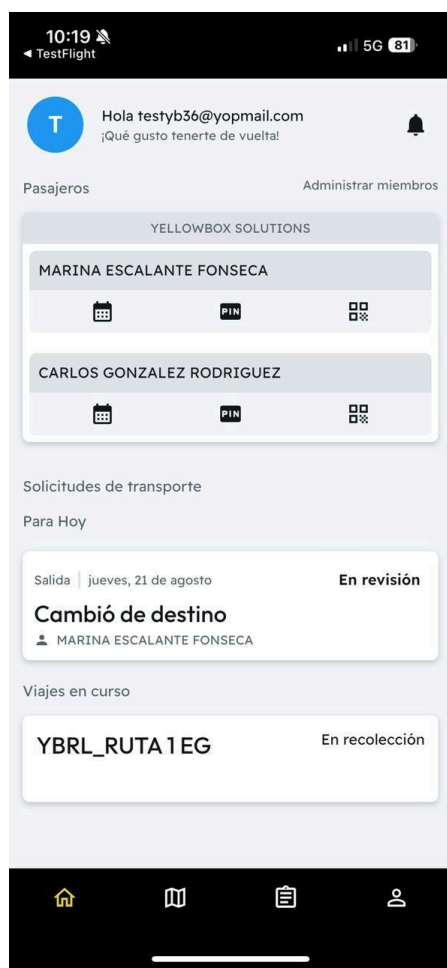 10:19
◄ TestFlight
5G 81
T
Hola testyb36@yopmail.com
¡Qué gusto tenerte de vuelta!
Pasajeros
Administrar miembros
YELLOWBOX SOLUTIONS
MARINA ESCALANTE FONSECA
PIN
CARLOS GONZALEZ RODRIGUEZ
PIN
Solicitudes de transporte
Para Hoy
Salida | jueves, 21 de agosto
En revisión
Cambió de destino
MARINA ESCALANTE FONSECA
Viajes en curso
YBRL_RUTA 1 EG
En recolección